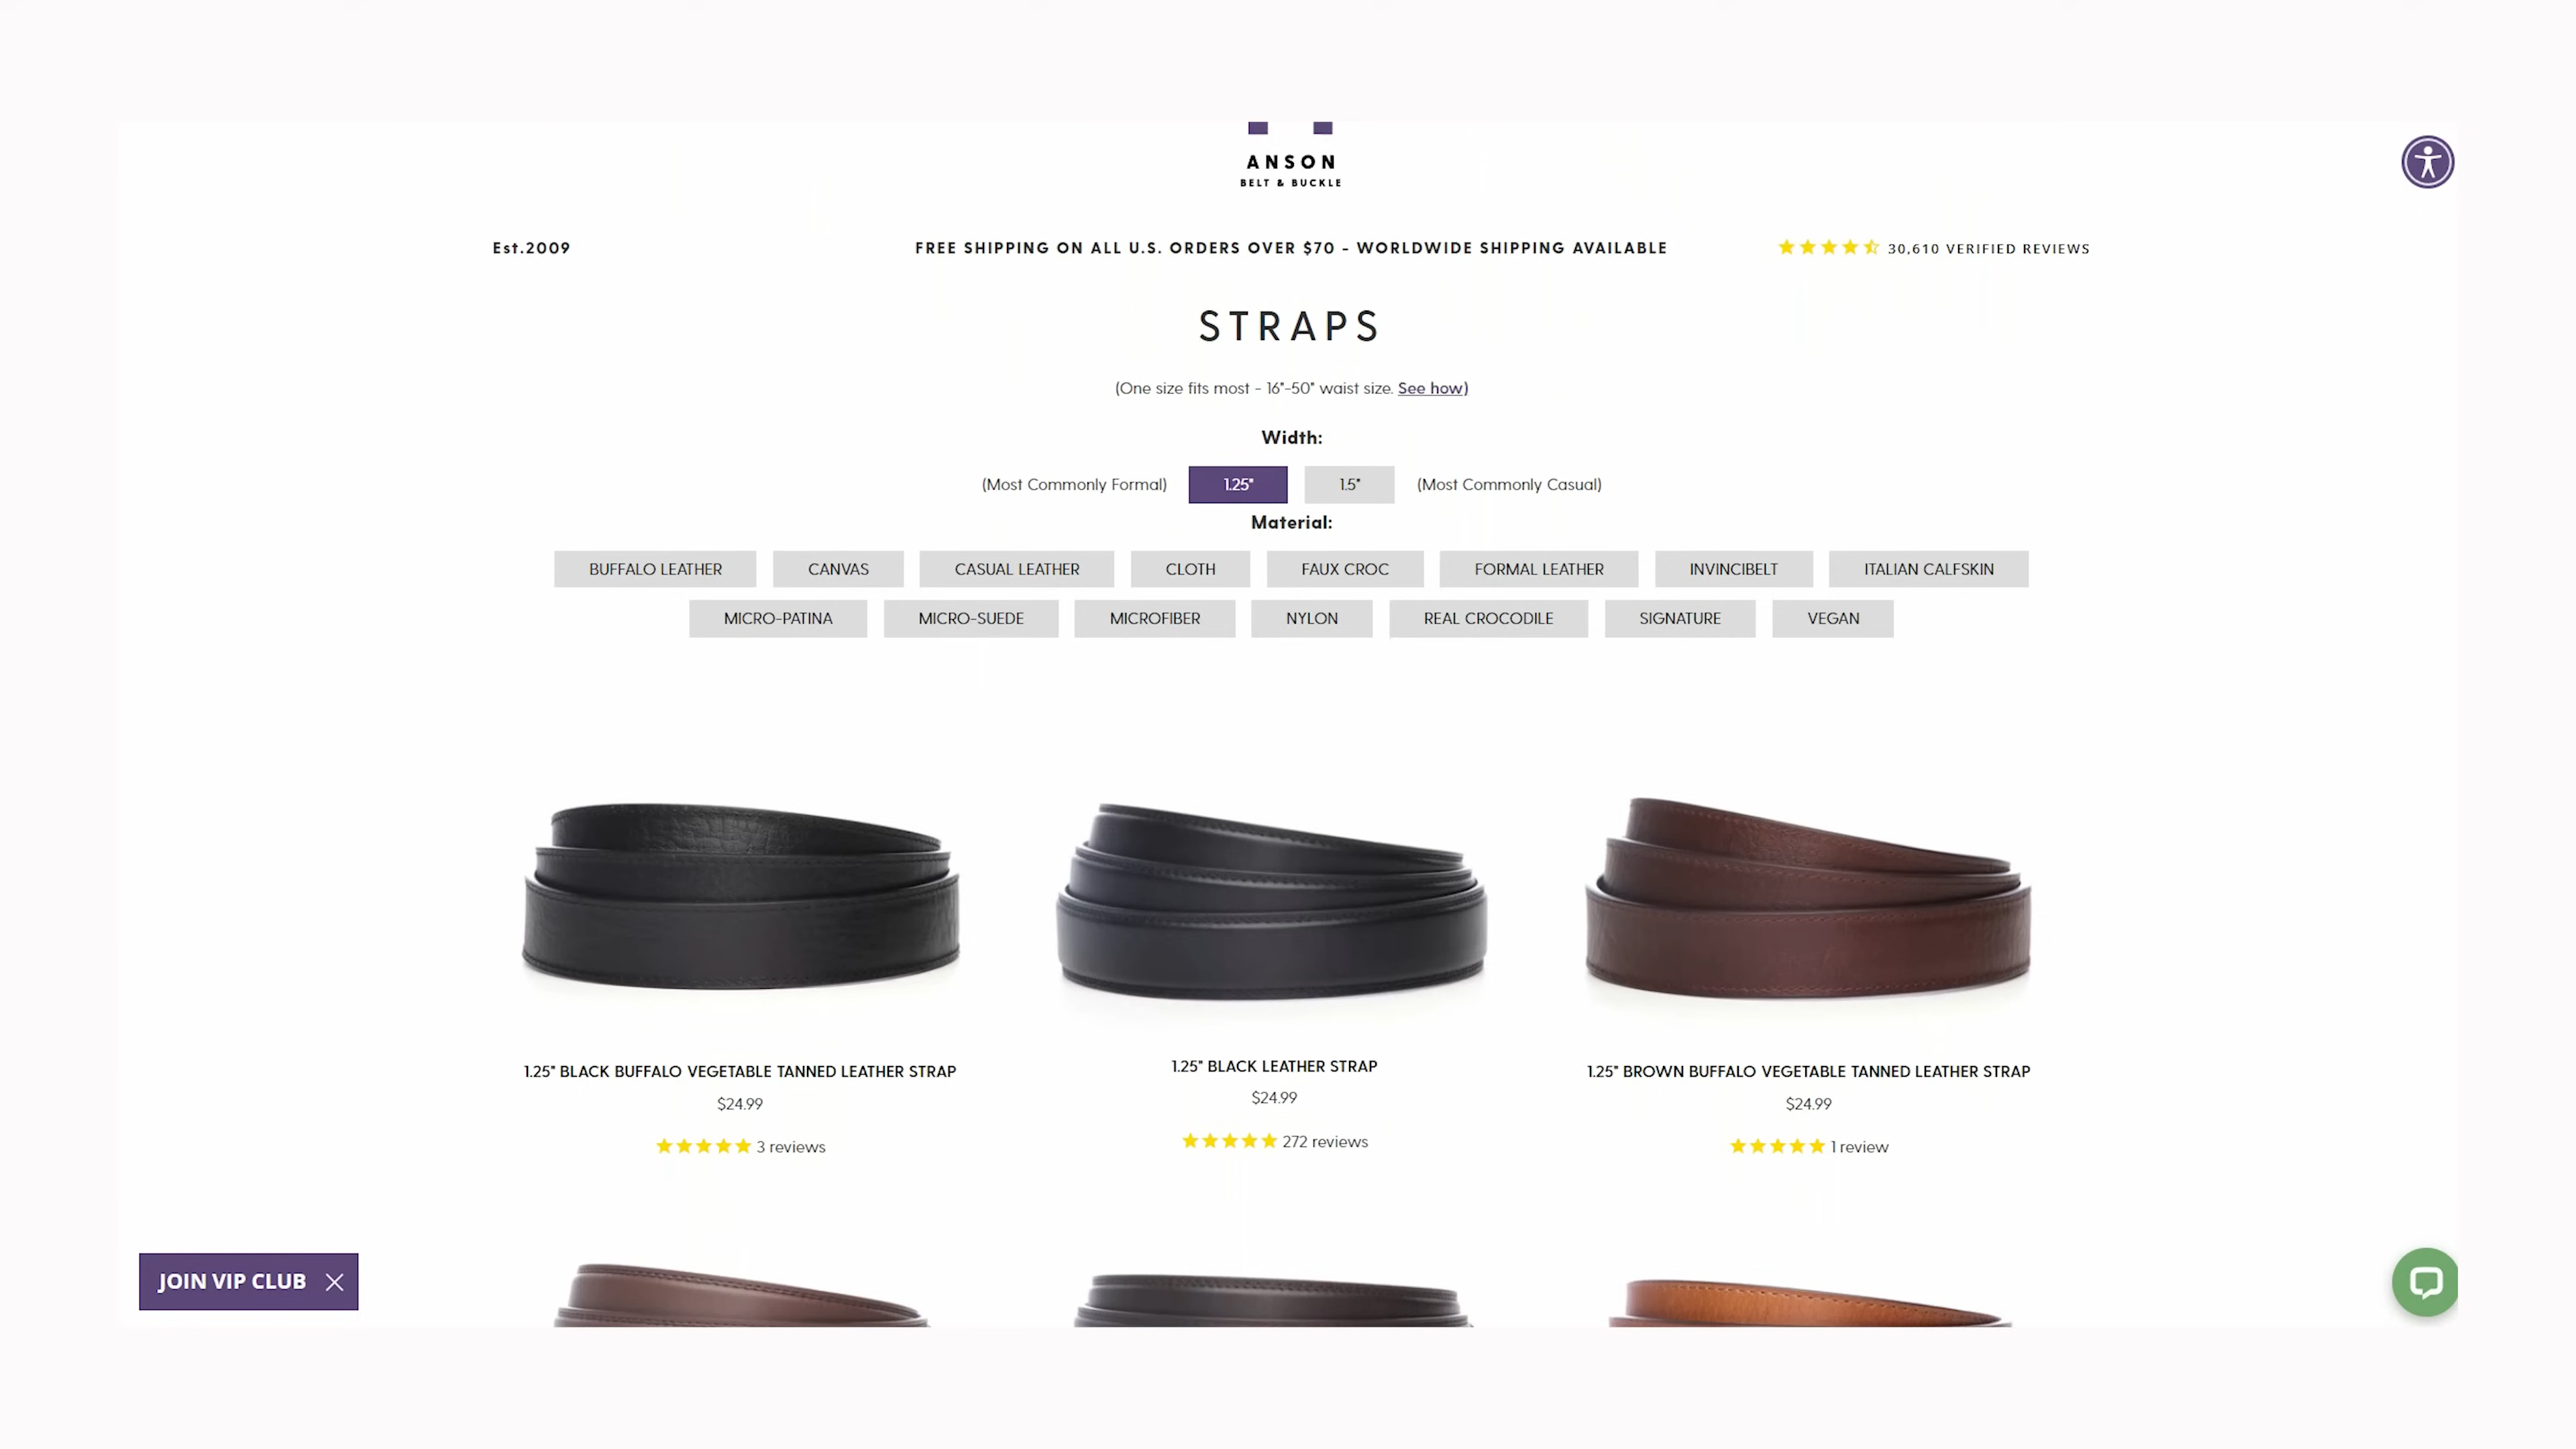 ANSON
BELT & BUCKLE
Est.2009
FREE SHIPPING ON ALL U.S. ORDERS OVER $70 - WORLDWIDE SHIPPING AVAILABLE
30,610 VERIFIED REVIEWS
STRAPS
(One size fits most - 16"-50" waist size. See how)
Width:
(Most Commonly Formal) 1.25" 1.5" (Most Commonly Casual)
Material:
BUFFALO LEATHER CANVAS CASUAL LEATHER CLOTH FAUX CROC FORMAL LEATHER INVINCIBELT ITALIAN CALFSKIN
MICRO-PATINA MICRO-SUEDE MICROFIBER NYLON REAL CROCODILE SIGNATURE VEGAN
1.25" BLACK BUFFALO VEGETABLE TANNED LEATHER STRAP
$24.99
3 reviews
1.25" BLACK LEATHER STRAP
$24.99
272 reviews
1.25" BROWN BUFFALO VEGETABLE TANNED LEATHER STRAP
$24.99
1 review
JOIN VIP CLUB